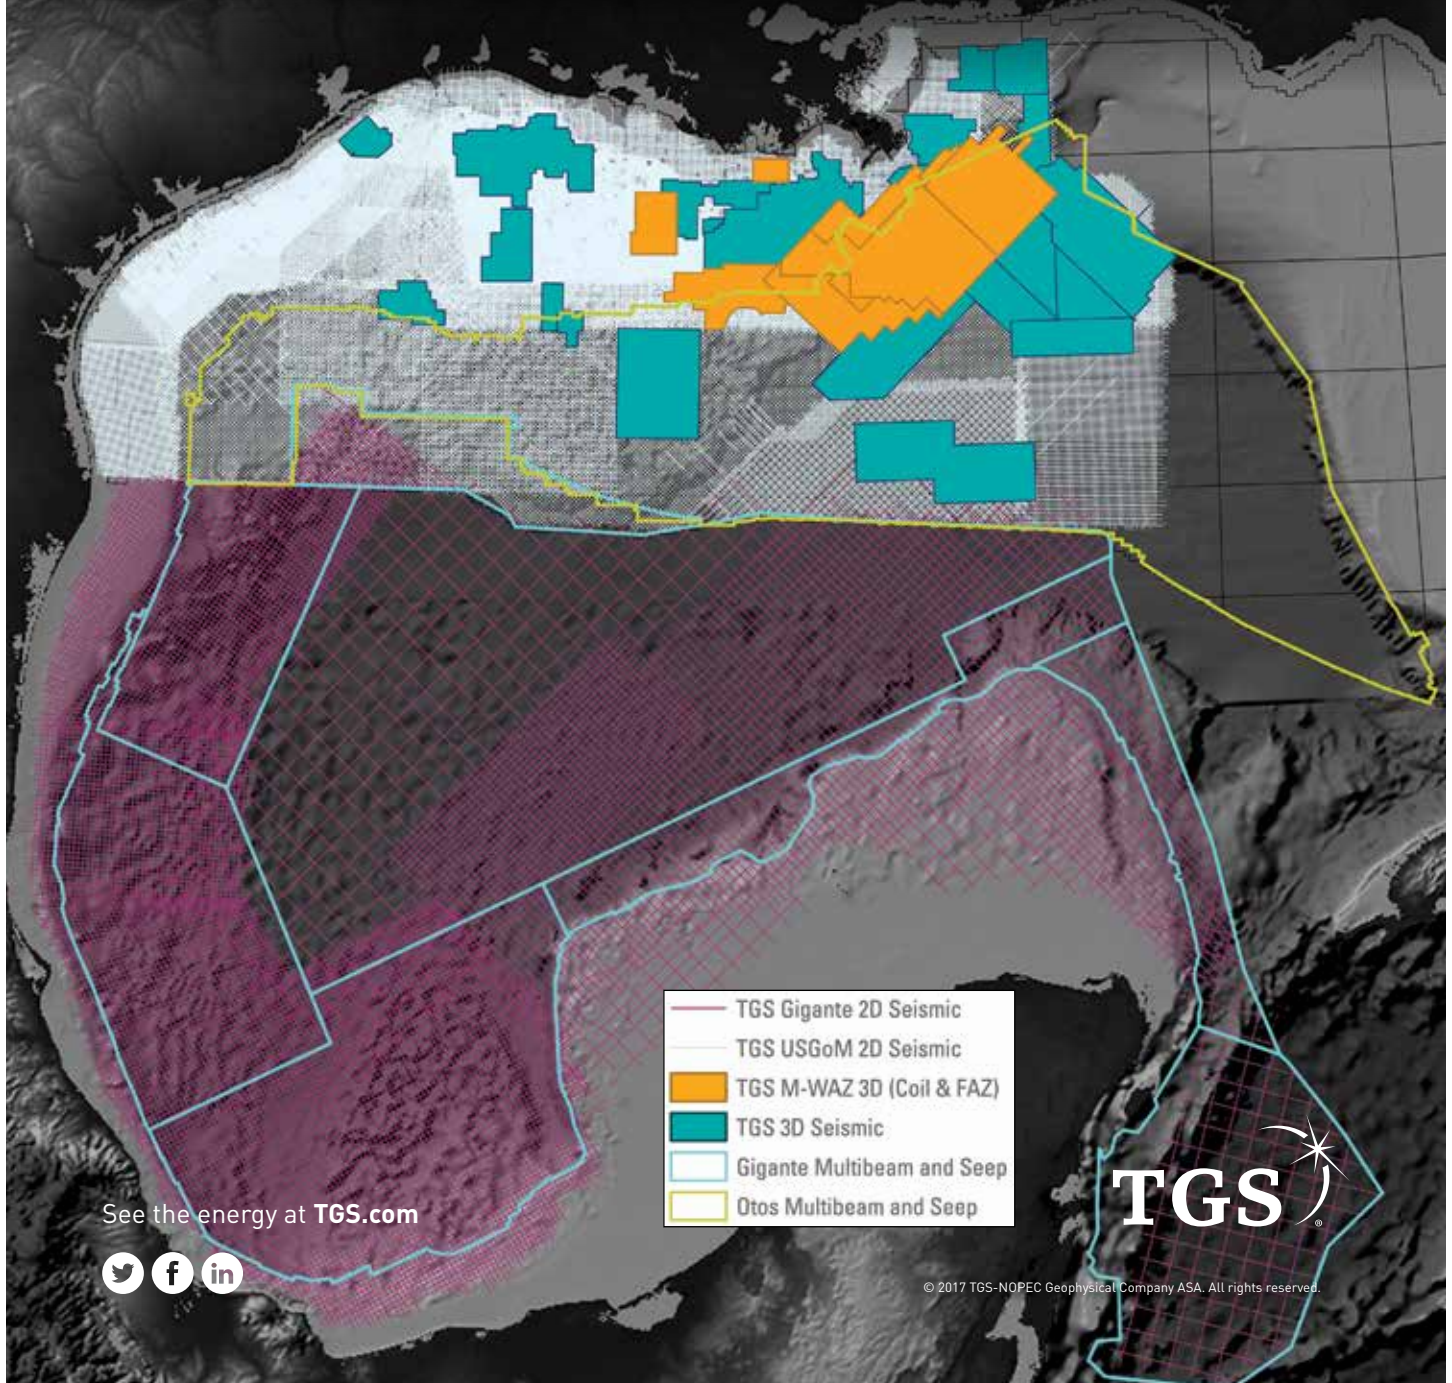 TGS Gigante 2D Seismic
TGS USGoM 2D Seismic
TGS M-WAZ 3D (Coil & FAZ)
TGS 3D Seismic
Gigante Multibeam and Seep
Otos Multibeam and Seep
See the energy at TGS.com
TGS ®
© 2017 TGS-NOPEC Geophysical Company ASA. All rights reserved.